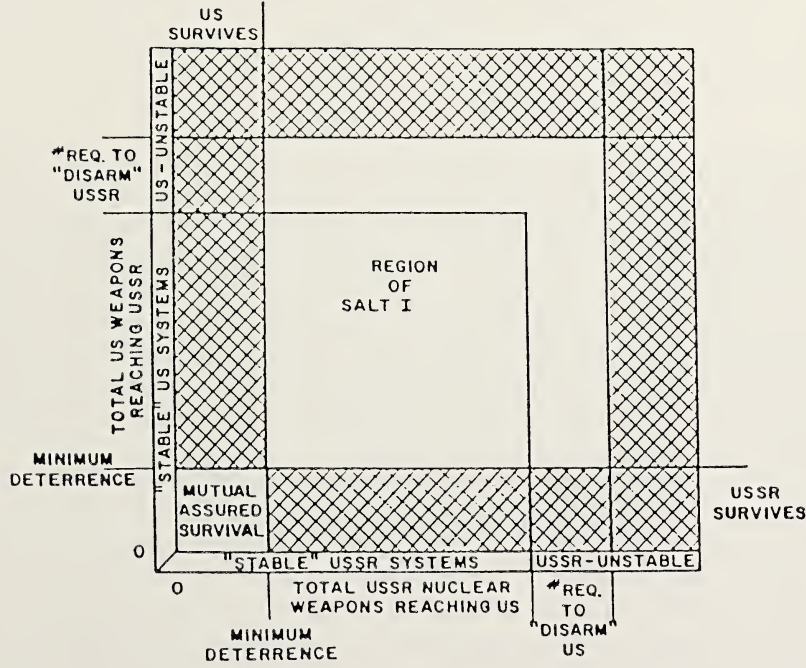 US
SURVIVES
US-UNSTABLE
#REQ. TO
"DISARM"
USSR
TOTAL US WEAPONS
REACHING USSR
"STABLE" US SYSTEMS
REGION
OF
SALT I
MINIMUM
DETERRENCE
MUTUAL
ASSURED
SURVIVAL
USSR
SURVIVES
0
"STABLE" USSR SYSTEMS
USSR-UNSTABLE
0
TOTAL USSR NUCLEAR
WEAPONS REACHING US
#REQ.
TO
"DISARM"
US
MINIMUM
DETERRENCE